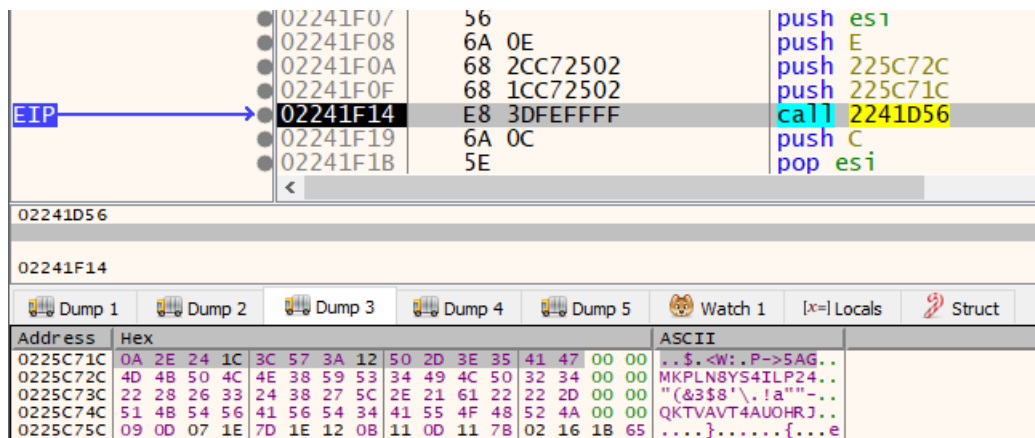 02241F07 56 push esi
02241F08 6A 0E push E
02241F0A 68 2CC72502 push 225C72C
02241F0F 68 1CC72502 push 225C71C
EIP 02241F14 E8 3DFEFFFF call 2241D56
02241F19 6A 0C push C
02241F1B 5E pop esi
02241D56
02241F14
Dump 1 Dump 2 Dump 3 Dump 4 Dump 5 Watch 1 [x=] Locals Struct
Address Hex ASCII
0225C71C 0A 2E 24 1C 3C 57 3A 12 50 2D 3E 35 41 47 00 00 ..$.<W:.P->5AG..
0225C72C 4D 4B 50 4C 4E 38 59 53 34 49 4C 50 32 34 00 00 MKPLN8YS4ILP24..
0225C73C 22 28 26 33 24 38 27 5C 2E 21 61 22 22 2D 00 00 "(&3$8'\.!a""-..
0225C74C 51 4B 54 56 41 56 54 34 41 55 4F 48 52 4A 00 00 QKTVAVT4AUOHRJ..
0225C75C 09 0D 07 1E 7D 1E 12 0B 11 0D 11 7B 02 16 1B 65 ....}......{...e